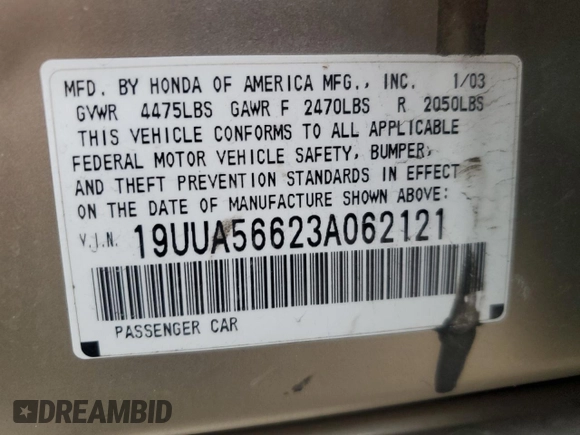 MFD. BY HONDA OF AMERICA MFG., INC. 1/03
GVWR 4475LBS GAWR F 2470LBS R 2050LBS
THIS VEHICLE CONFORMS TO ALL APPLICABLE
FEDERAL MOTOR VEHICLE SAFETY, BUMPER,
AND THEFT PREVENTION STANDARDS IN EFFECT
ON THE DATE OF MANUFACTURE SHOWN ABOVE:
V.I.N. 19UUA56623A062121
PASSENGER CAR
DREAMBID